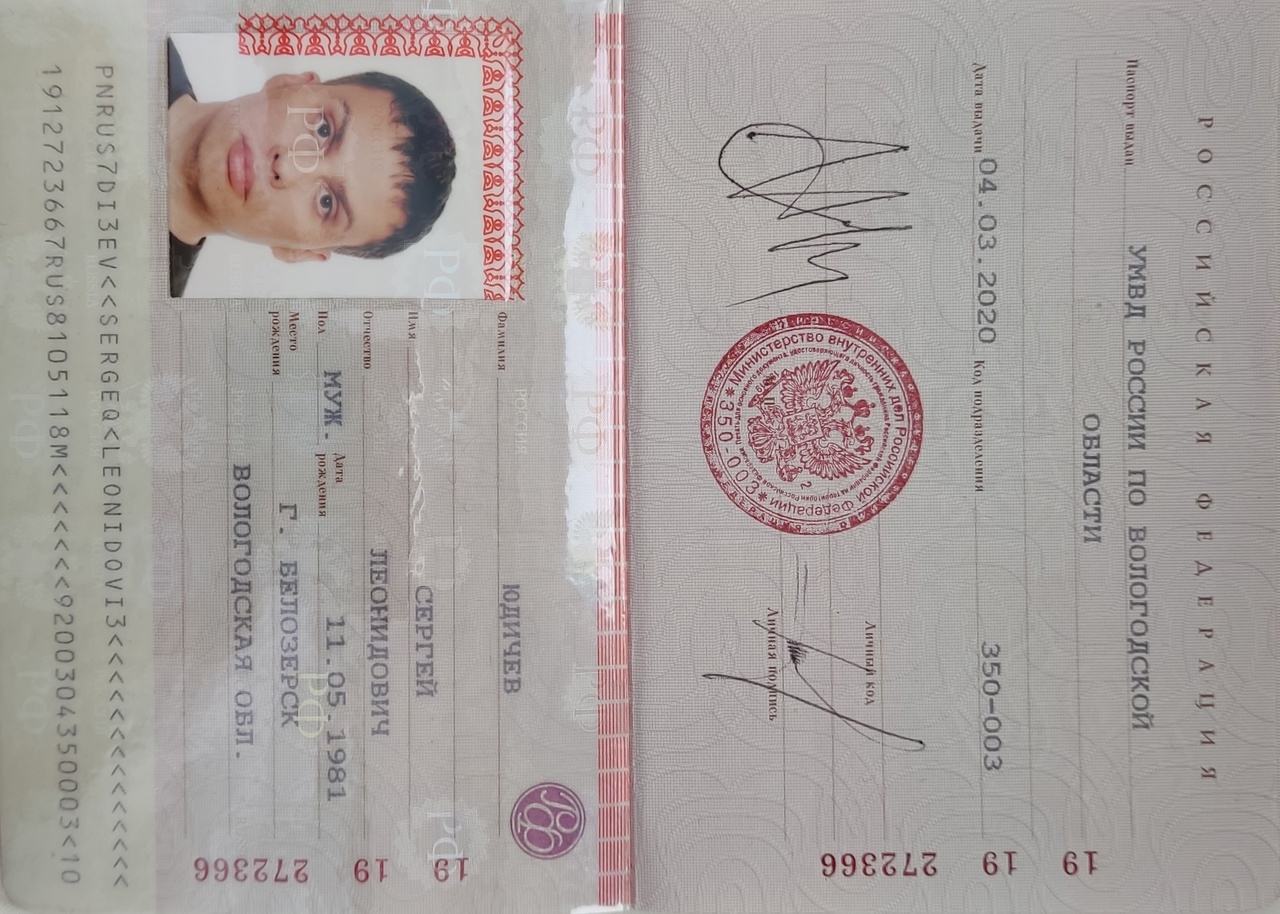 РОССИЙСКАЯ ФЕДЕРАЦИЯ
Паспорт выдан УМВД РОССИИ ПО ВОЛОГОДСКОЙ
ОБЛАСТИ
Дата выдачи 04.03.2020 Код подразделения 350-003
Личный код
Личная подпись
Министерство внутренних дел Российской Федерации
350-003
19 19 272366
РОССИЯ
Фамилия ЮДИЧЕВ
Имя СЕРГЕЙ
Отчество ЛЕОНИДОВИЧ
Пол МУЖ. Дата рождения 11.05.1981
Место рождения Г. БЕЛОЗЕРСК
ВОЛОГОДСКАЯ ОБЛ.
19 19 272366
PNRUS7DI3EV<<SERGEQ<LEONIDOVI3<<<<<<<<<<<<<<
1912723667RUS8105118M<<<<<<<9200304350003<10